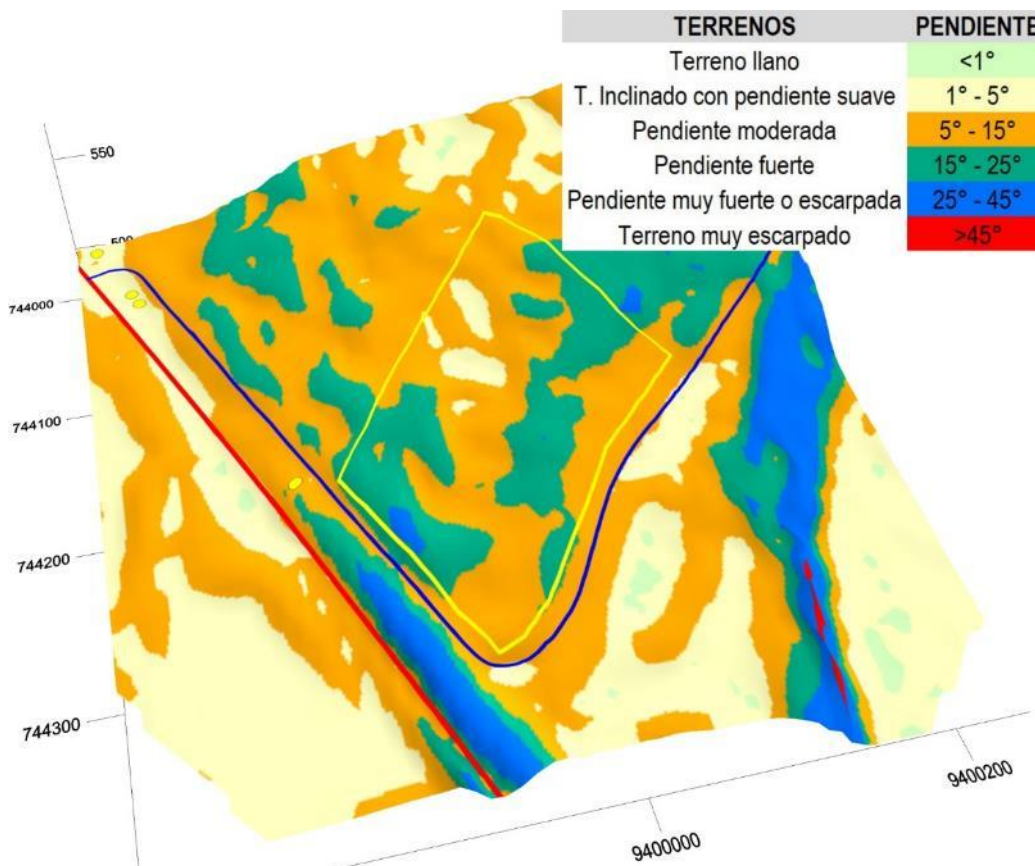 TERRENOS PENDIENTE
Terreno llano <1°
T. Inclinado con pendiente suave 1° - 5°
Pendiente moderada 5° - 15°
Pendiente fuerte 15° - 25°
Pendiente muy fuerte o escarpada 25° - 45°
Terreno muy escarpado >45°
550
744000
744100
744200
744300
9400000
9400200